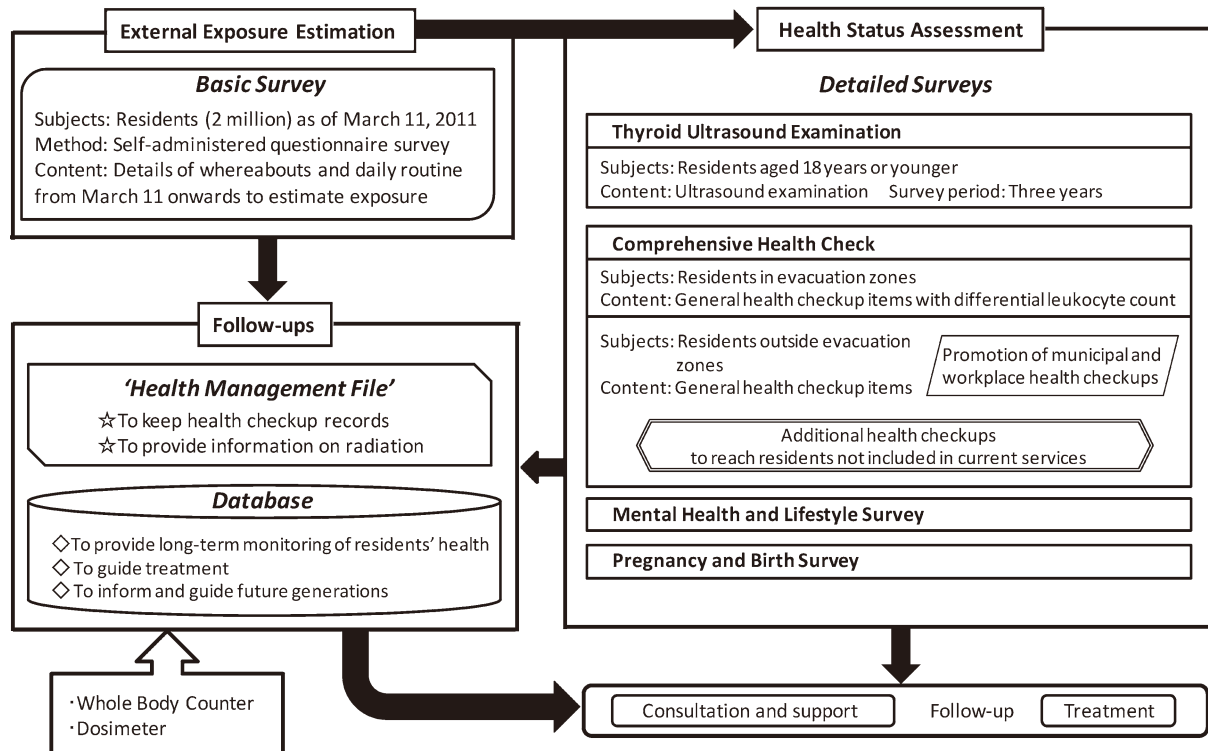 External Exposure Estimation
Basic Survey
Subjects: Residents (2 million) as of March 11, 2011
Method: Self-administered questionnaire survey
Content: Details of whereabouts and daily routine
from March 11 onwards to estimate exposure
Follow-ups
‘Health Management File’
☆To keep health checkup records
☆To provide information on radiation
Database
◇To provide long-term monitoring of residents’ health
◇To guide treatment
◇To inform and guide future generations
・Whole Body Counter
・Dosimeter
Health Status Assessment
Detailed Surveys
Thyroid Ultrasound Examination
Subjects: Residents aged 18 years or younger
Content: Ultrasound examination Survey period: Three years
Comprehensive Health Check
Subjects: Residents in evacuation zones
Content: General health checkup items with differential leukocyte count
Subjects: Residents outside evacuation
zones
Content: General health checkup items
Promotion of municipal and
workplace health checkups
Additional health checkups
to reach residents not included in current services
Mental Health and Lifestyle Survey
Pregnancy and Birth Survey
Consultation and support Follow-up Treatment